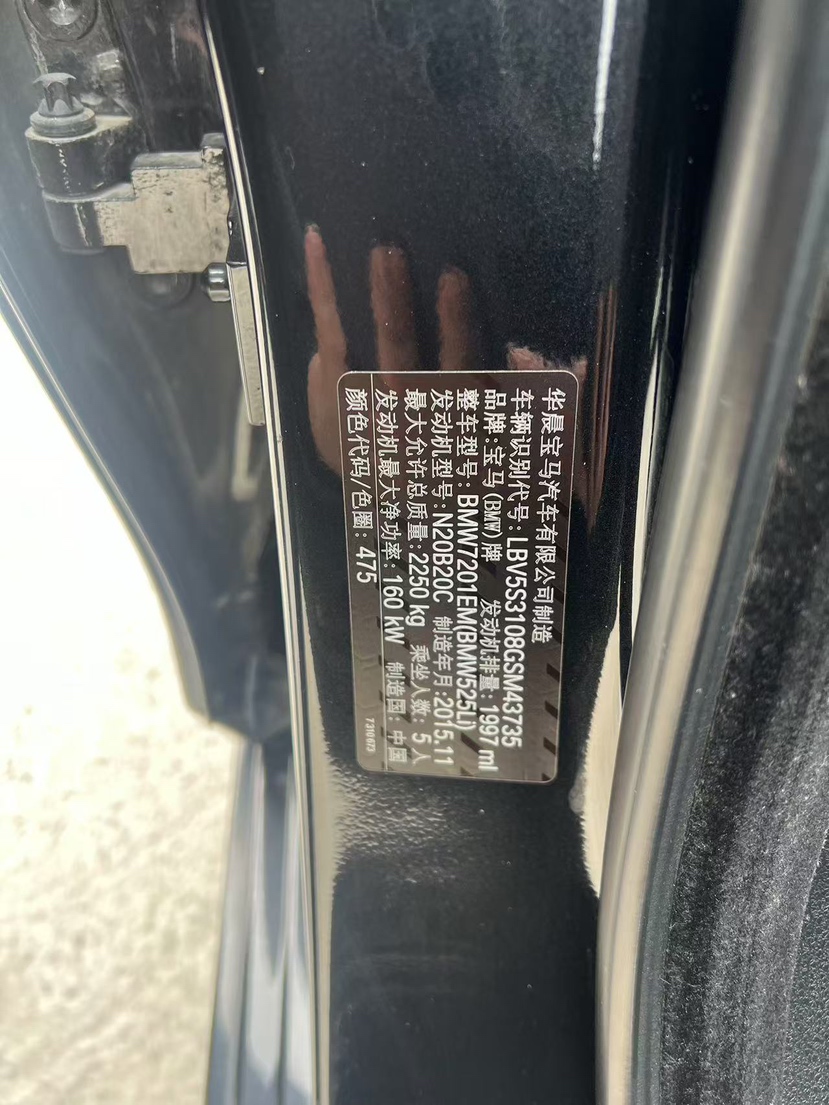 华晨宝马汽车有限公司制造
车辆识别代号: LBV5S3108GSM43735
品牌: 宝马(BMW)牌 发动机排量: 1997 ml
整车型号: BMW7201EM(BMW525Li)
发动机型号: N20B20C 制造年月: 2015.11
最大允许总质量: 2250 kg 乘坐人数: 5 人
发动机最大净功率: 160 kW 制造国: 中国
颜色代码/色圈: 475
7310673